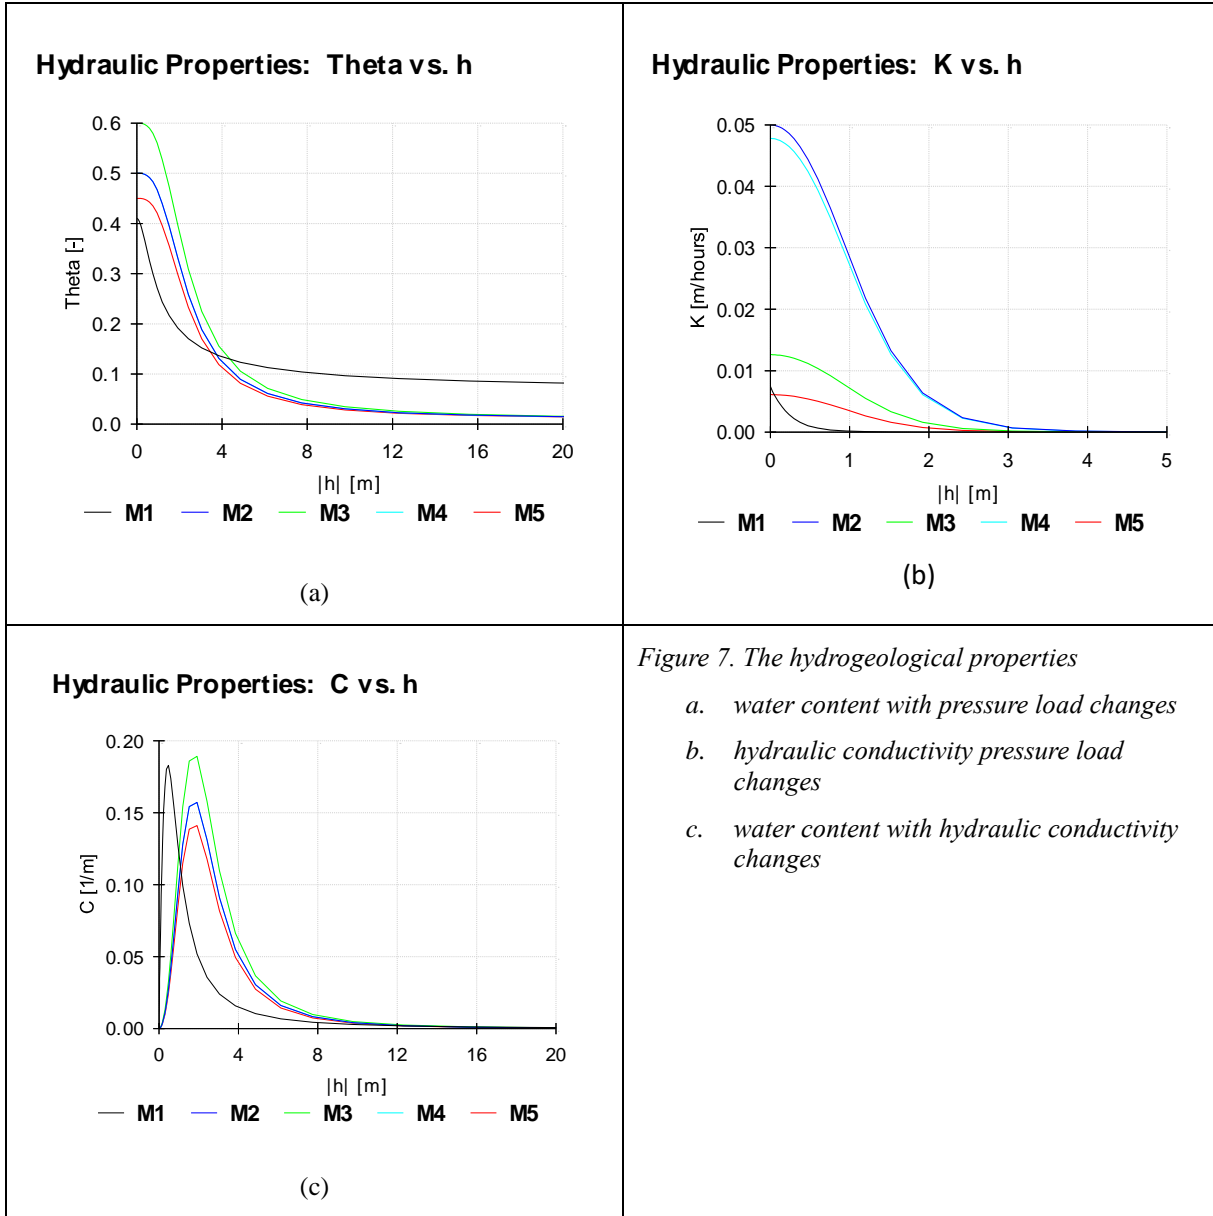 Hydraulic Properties: Theta vs. h
0.6
0.5
0.4
0.3
0.2
0.1
0.0
Theta [-]
0 4 8 12 16 20
|h| [m]
M1 M2 M3 M4 M5
(a)
Hydraulic Properties: K vs. h
0.05
0.04
0.03
0.02
0.01
0.00
K [m/hours]
0 1 2 3 4 5
|h| [m]
M1 M2 M3 M4 M5
(b)
Hydraulic Properties: C vs. h
0.20
0.15
0.10
0.05
0.00
C [1/m]
0 4 8 12 16 20
|h| [m]
M1 M2 M3 M4 M5
(c)
Figure 7. The hydrogeological properties
a. water content with pressure load changes
b. hydraulic conductivity pressure load
changes
c. water content with hydraulic conductivity
changes